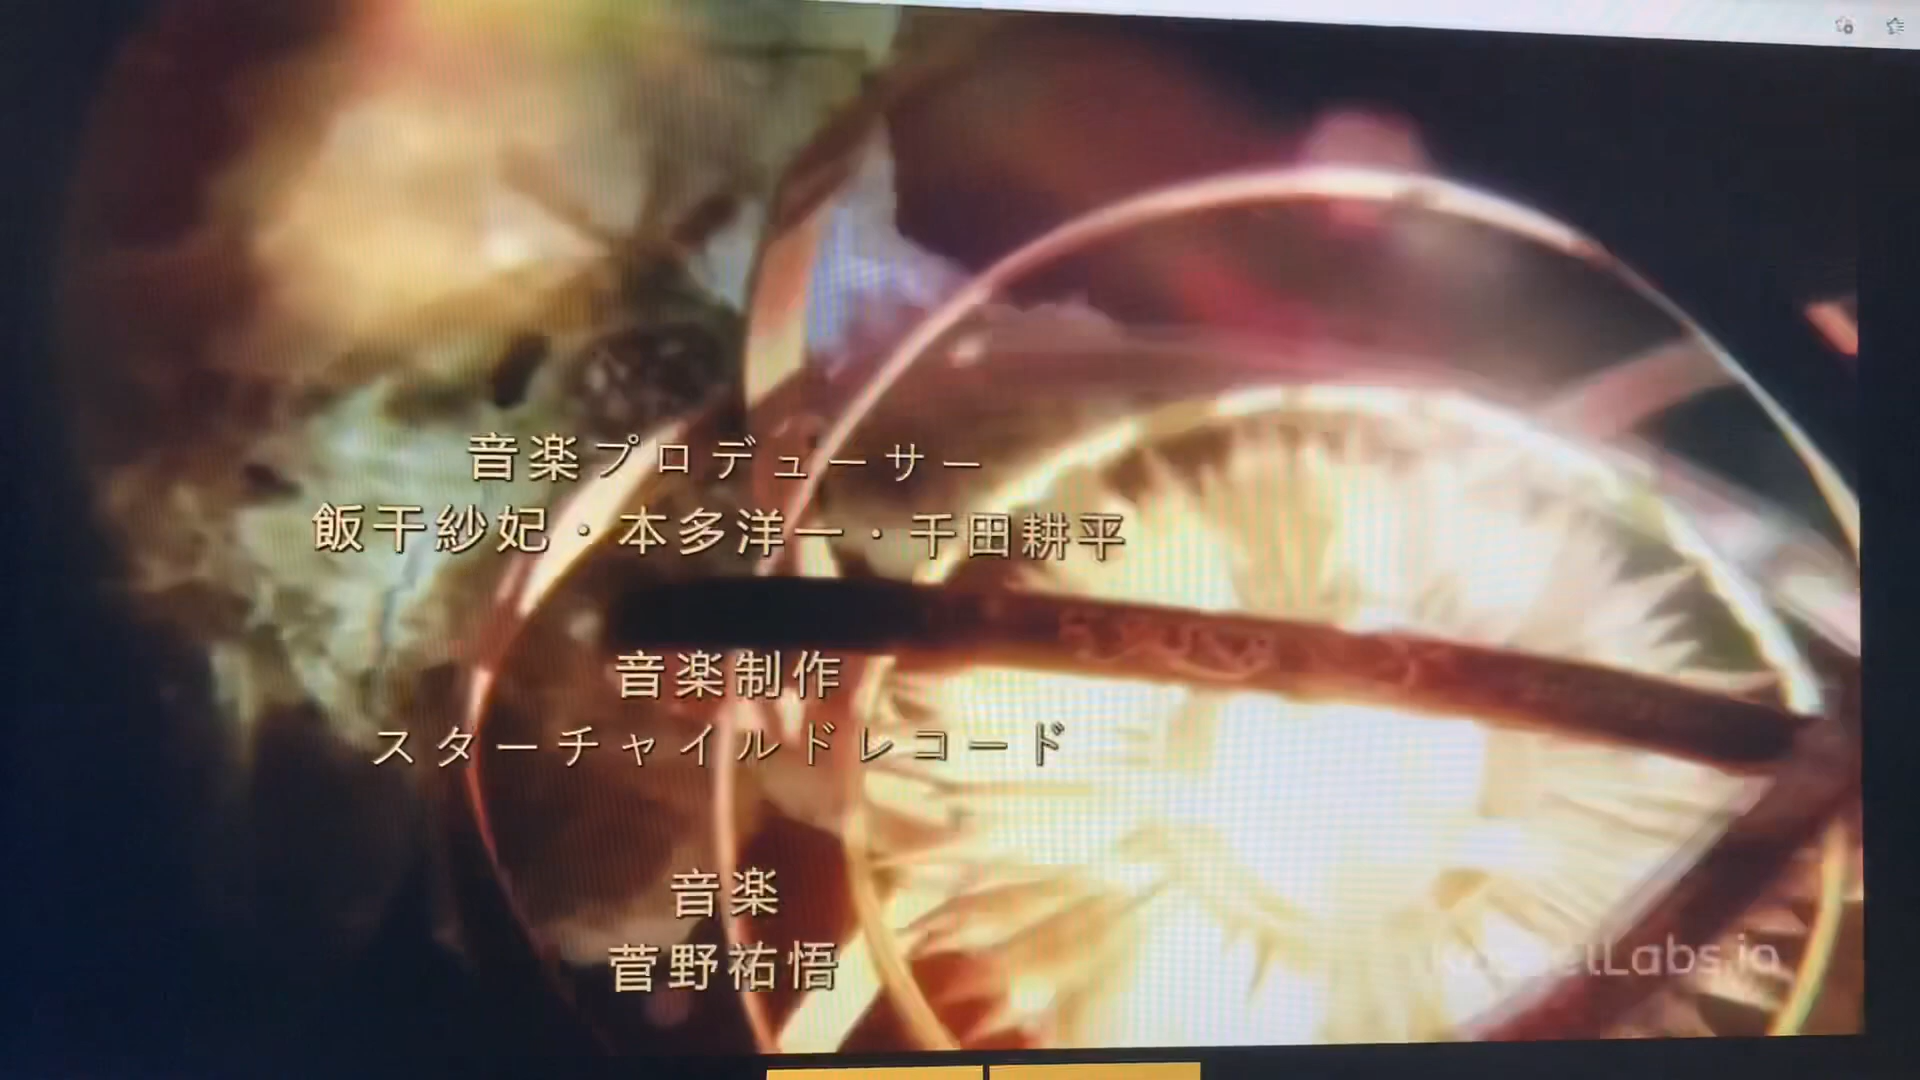 音楽プロデューサー
飯干紗妃・本多洋一・千田耕平
音楽制作
スターチャイルドレコード
音楽
菅野祐悟